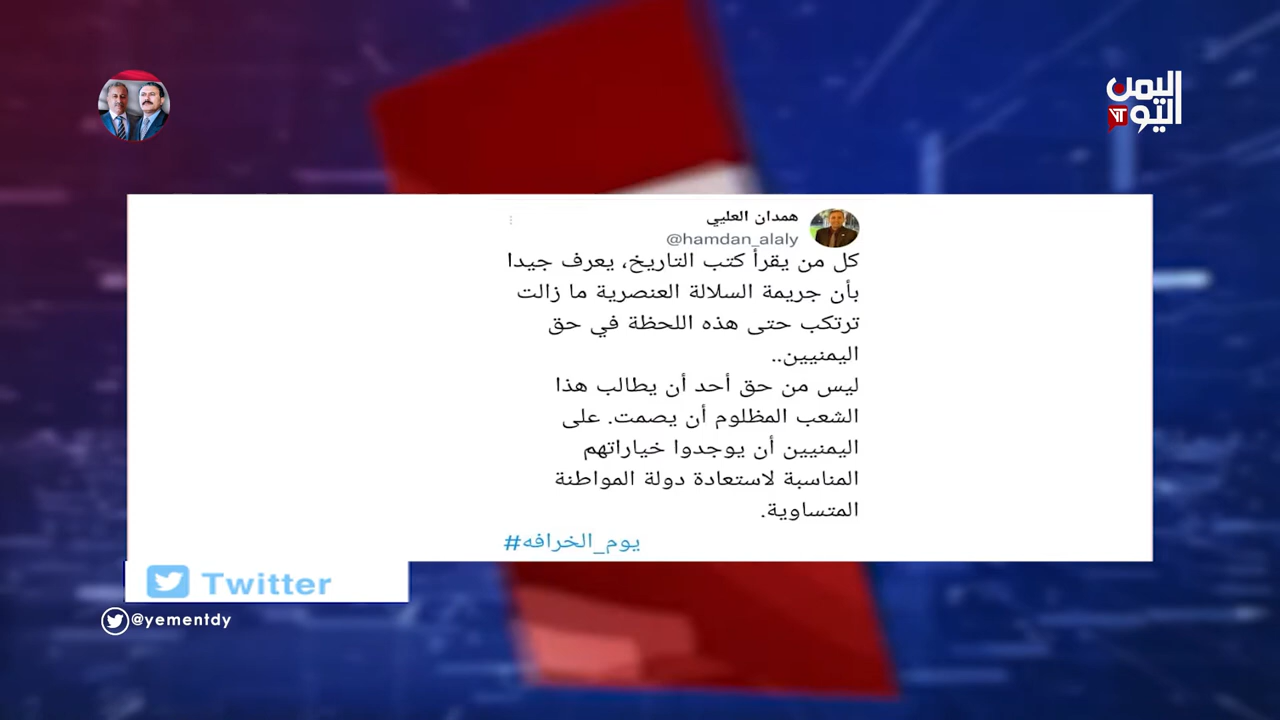 اليمن
اليوم
YT
همدان العليي
@hamdan_alaly
كل من يقرأ كتب التاريخ، يعرف جيدا
بأن جريمة السلالة العنصرية ما زالت
ترتكب حتى هذه اللحظة في حق
اليمنيين..
ليس من حق أحد أن يطالب هذا
الشعب المظلوم أن يصمت. على
اليمنيين أن يوجدوا خياراتهم
المناسبة لاستعادة دولة المواطنة
المتساوية.
#يوم_الخرافه
Twitter
@yementdy